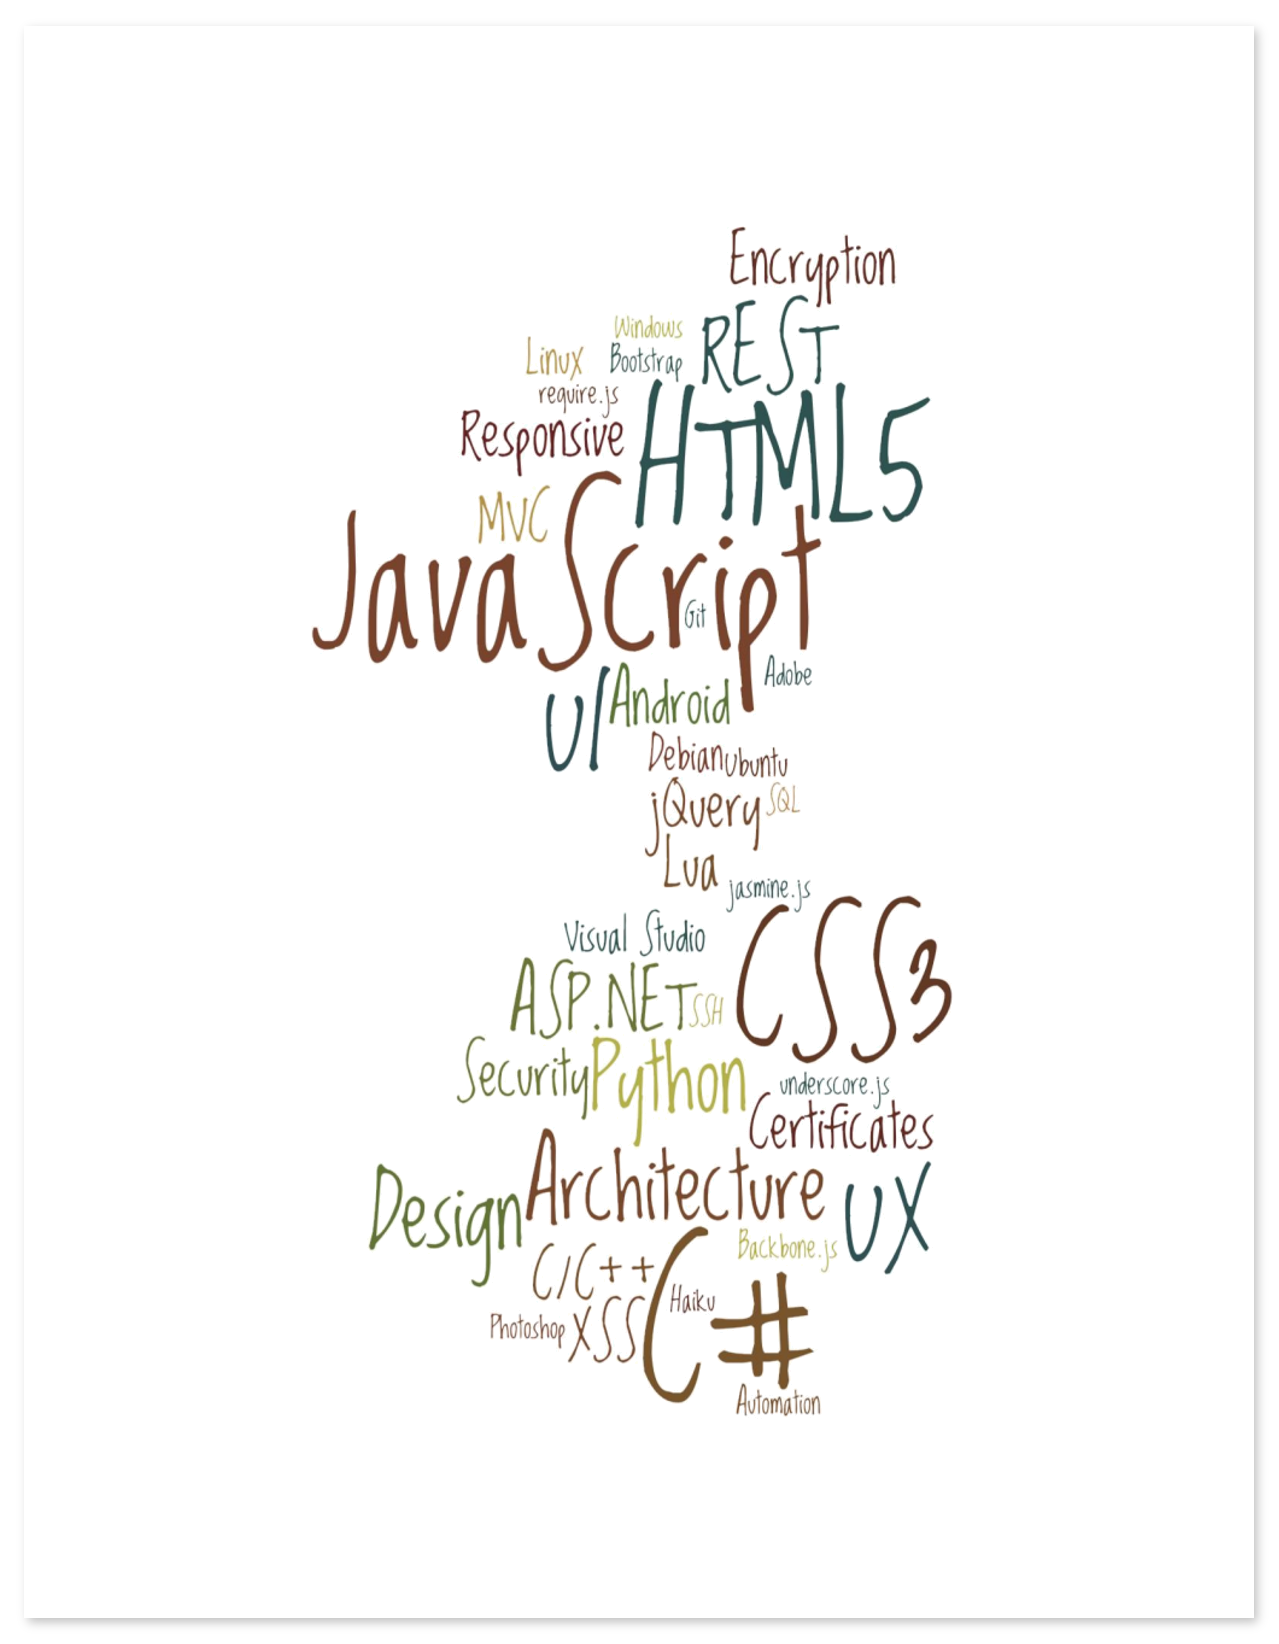 Encryption
Windows
REST
Linux
Bootstrap
require.js
Responsive
HTML5
MVC
JavaScript
Git
Adobe
UI
Android
Debian
Ubuntu
jQuery
SQL
Lua
jasmine.js
Visual Studio
CSS3
ASP.NET
SSH
Security
Python
underscore.js
Certificates
Architecture
Design
UX
Backbone.js
C/C++
Haiku
C#
Photoshop
XSS
Automation